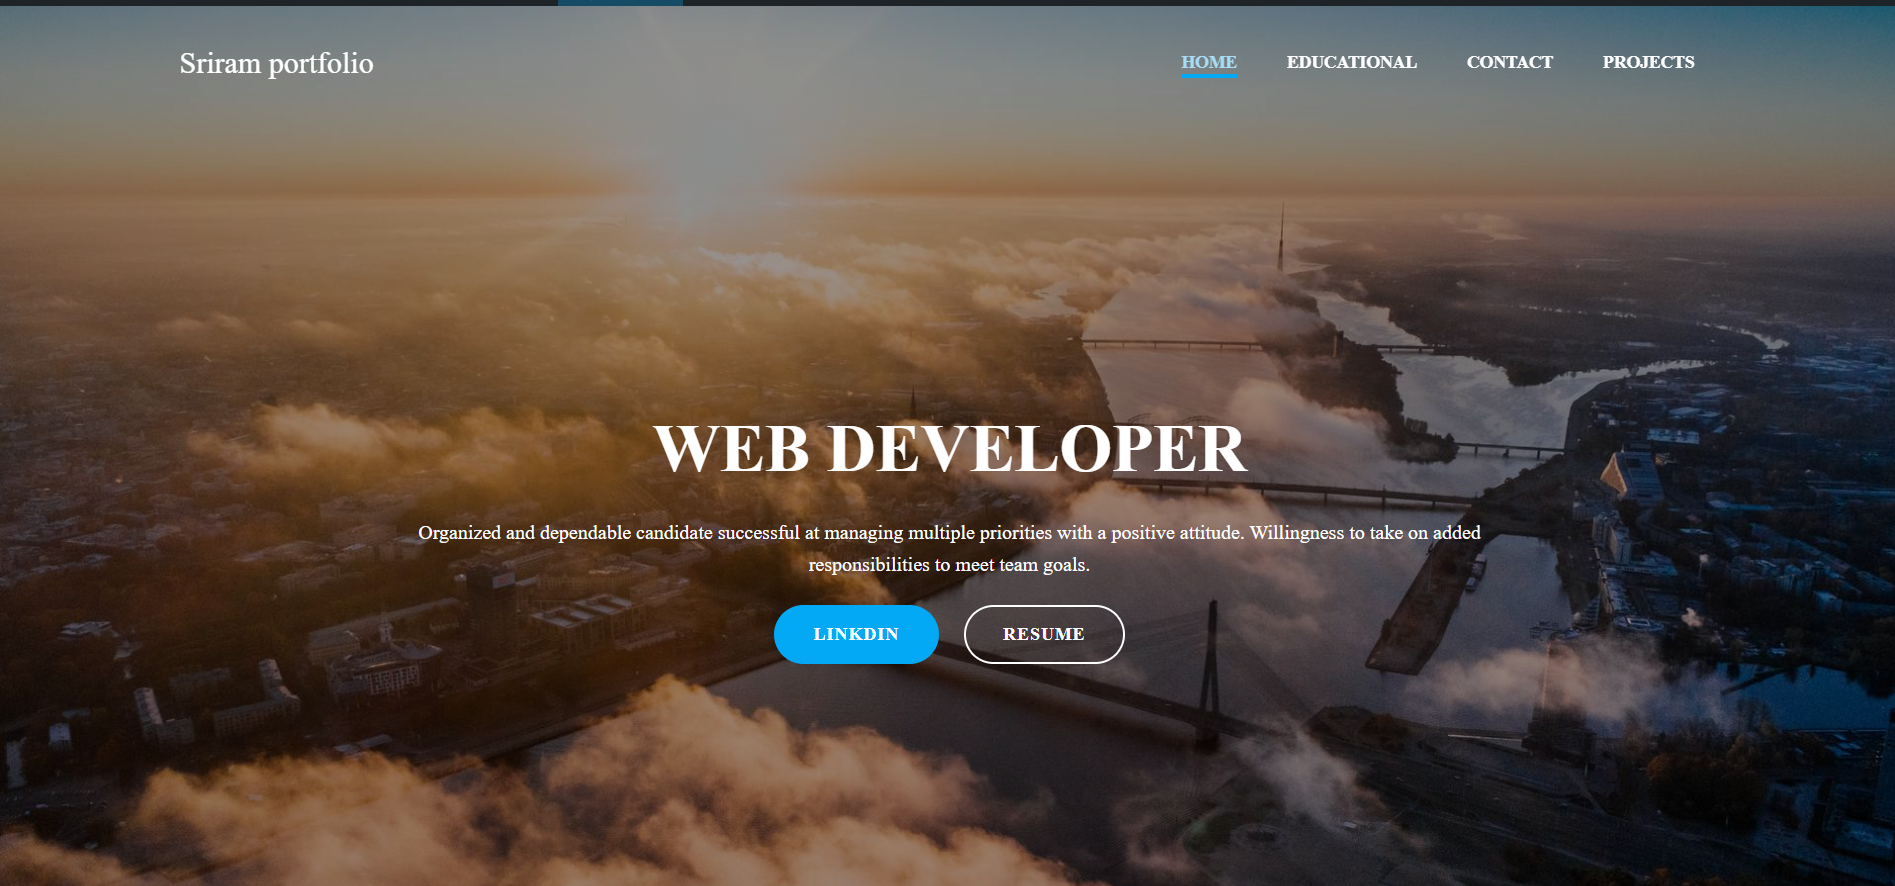 Sriram portfolio
HOME EDUCATIONAL CONTACT PROJECTS
WEB DEVELOPER
Organized and dependable candidate successful at managing multiple priorities with a positive attitude. Willingness to take on added
responsibilities to meet team goals.
LINKDIN RESUME